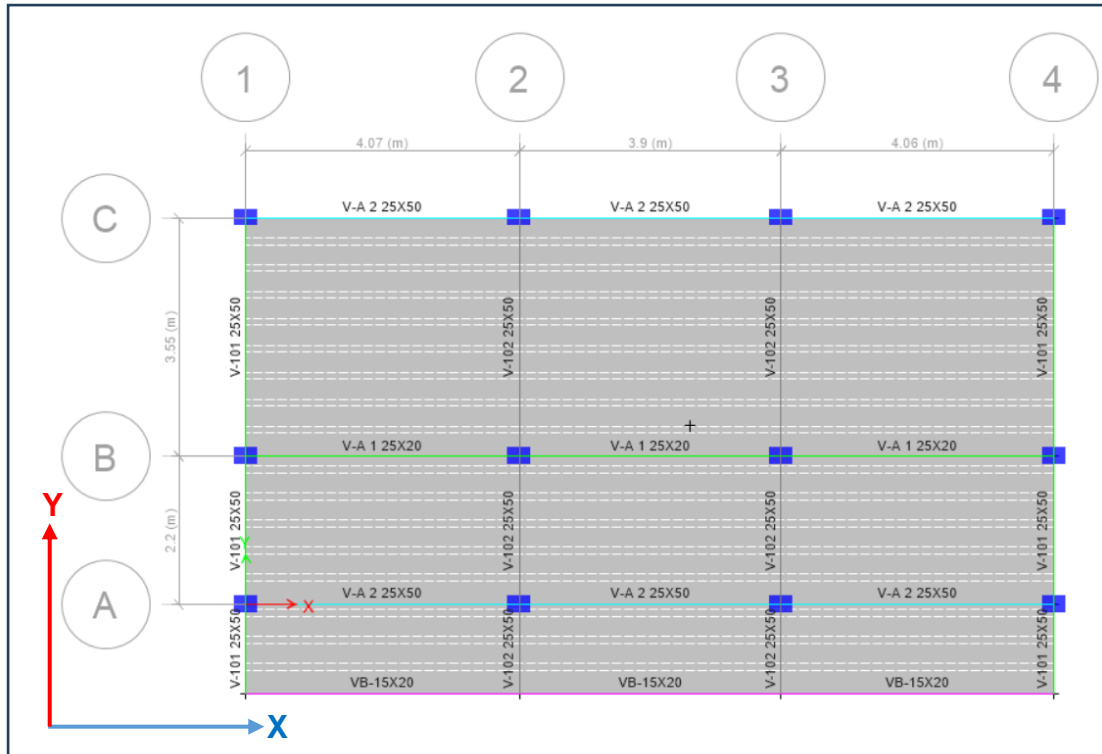 1 2 3 4
4.07 (m) 3.9 (m) 4.06 (m)
C V-A 2 25X50 V-A 2 25X50 V-A 2 25X50
3.55 (m) V-101 25X50 V-102 25X50 V-102 25X50 V-101 25X50
B V-A 1 25X20 V-A 1 25X20 V-A 1 25X20
2.2 (m) V-101 25X50 V-102 25X50 V-102 25X50 V-101 25X50
Y
Y
A V-A 2 25X50 V-A 2 25X50 V-A 2 25X50
X
V-101 25X50 V-102 25X50 V-102 25X50 V-101 25X50
VB-15X20 VB-15X20 VB-15X20
X